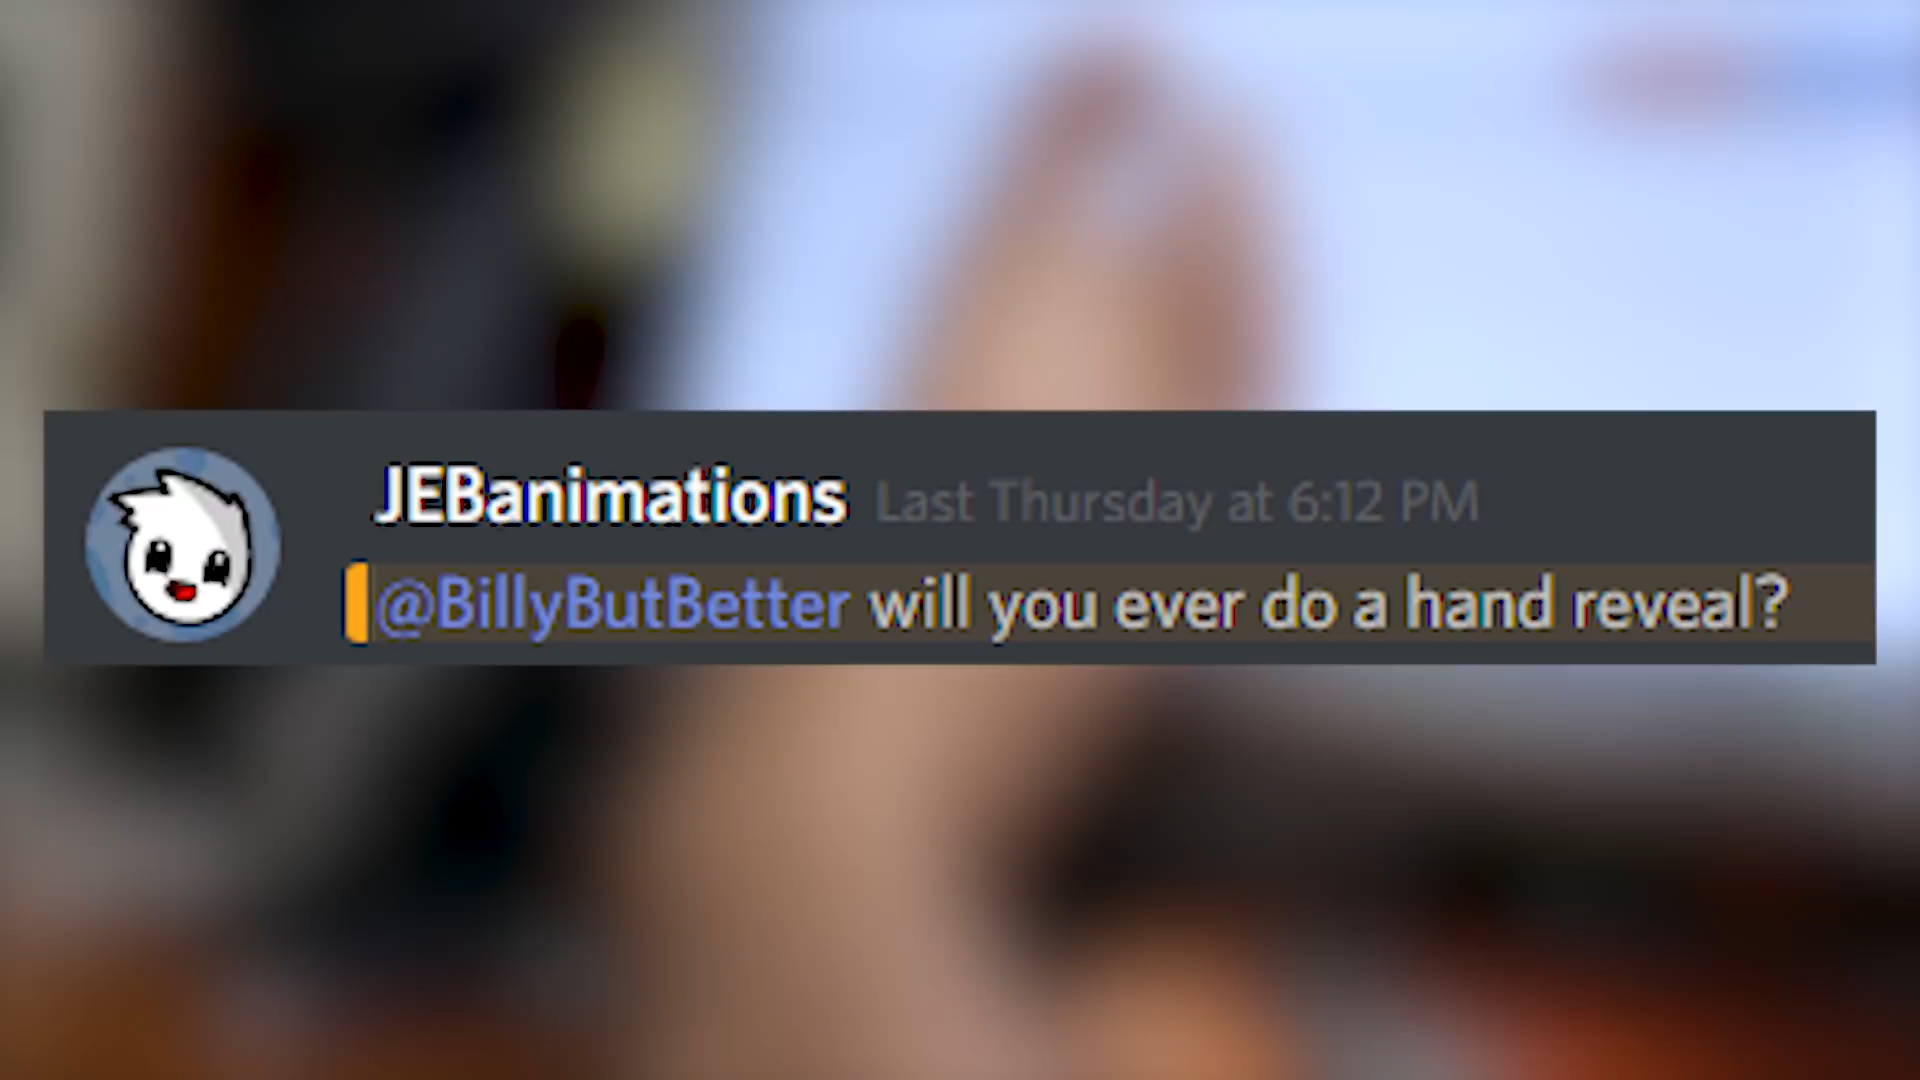 JEBanimations Last Thursday at 6:12 PM
@BillyButBetter will you ever do a hand reveal?